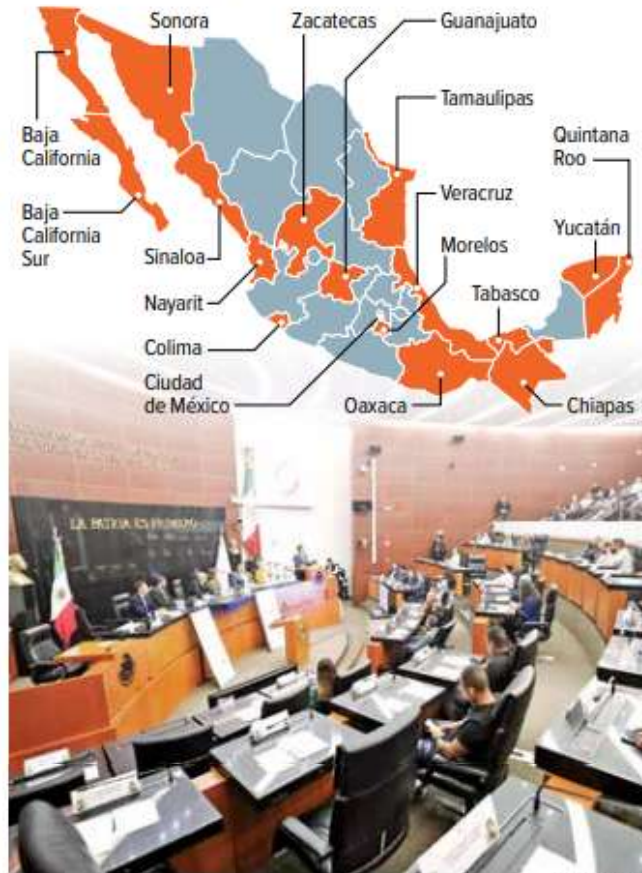 Sonora
Zacatecas
Guanajuato
Tamaulipas
Quintana
Roo
Baja
California
Veracruz
Yucatán
Baja
California
Sur
Morelos
Sinaloa
Tabasco
Nayarit
Colima
Ciudad
de México
Oaxaca
Chiapas
LA PATRIA ES PRIMERO